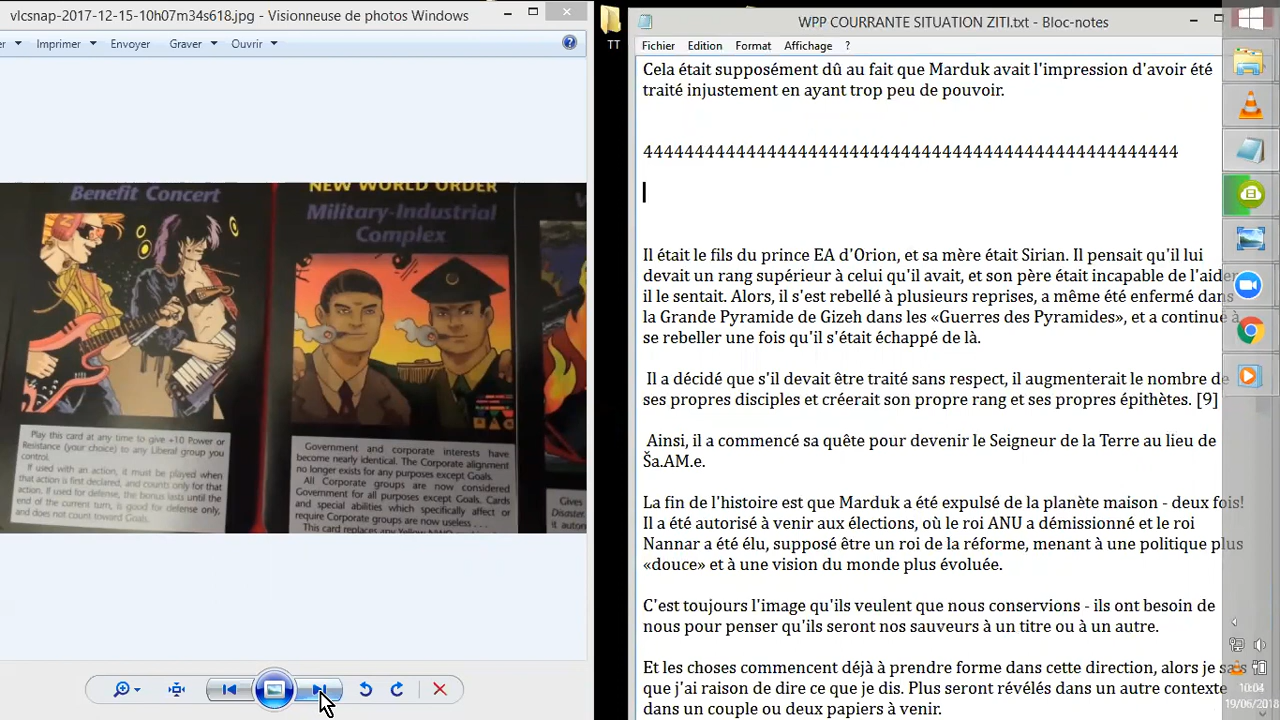 vlcsnap-2017-12-15-10h07m34s618.jpg - Visionneuse de photos Windows
Imprimer
Envoyer
Graver
Ouvrir
Benefit Concert
Play this card at any time to give +10 Power or
Resistance (your choice) to any Liberal group you
control.
If used with an action, it must be played when
that action is first declared, and counts only for that
action. If used for defense, the bonus lasts until the
end of the current turn, is good for defense only,
and does not count toward Goals.
NEW WORLD ORDER
Military-Industrial
Complex
Government and corporate interests have
become nearly identical. The Corporate alignment
no longer exists for any purposes except Goals.
All Corporate groups are now considered
Government for all purposes except Goals. Cards
and special abilities which specifically affect or
require Corporate groups are now useless . . .
This card replaces any Yellow
Gives
Disaster.
TT
WPP COURRANTE SITUATION ZITI.txt - Bloc-notes
Fichier Edition Format Affichage ?
Cela était supposément dû au fait que Marduk avait l'impression d'avoir été
traité injustement en ayant trop peu de pouvoir.
4444444444444444444444444444444444444444444444444444
Il était le fils du prince EA d'Orion, et sa mère était Sirian. Il pensait qu'il lui
devait un rang supérieur à celui qu'il avait, et son père était incapable de l'aider
il le sentait. Alors, il s'est rebellé à plusieurs reprises, a même été enfermé dans
la Grande Pyramide de Gizeh dans les «Guerres des Pyramides», et a continué à
se rebeller une fois qu'il s'était échappé de là.
Il a décidé que s'il devait être traité sans respect, il augmenterait le nombre de
ses propres disciples et créerait son propre rang et ses propres épithètes. [9]
Ainsi, il a commencé sa quête pour devenir le Seigneur de la Terre au lieu de
Ša.AM.e.
La fin de l'histoire est que Marduk a été expulsé de la planète maison - deux fois!
Il a été autorisé à venir aux élections, où le roi ANU a démissionné et le roi
Nannar a été élu, supposé être un roi de la réforme, menant à une politique plus
«douce» et à une vision du monde plus évoluée.
C'est toujours l'image qu'ils veulent que nous conservions - ils ont besoin de
nous pour penser qu'ils seront nos sauveurs à un titre ou à un autre.
Et les choses commencent déjà à prendre forme dans cette direction, alors je sais
que j'ai raison de dire ce que je dis. Plus seront révélés dans un autre contexte
dans un couple ou deux papiers à venir.
10:04
19/06/2018